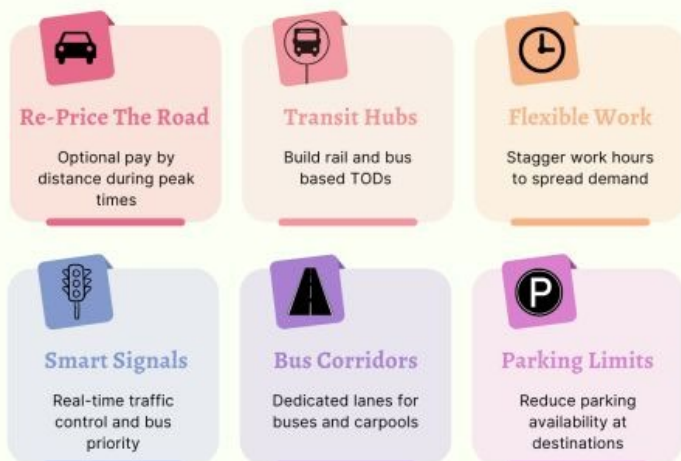 Re-Price The Road
Optional pay by
distance during peak
times
Transit Hubs
Build rail and bus
based TODs
Flexible Work
Stagger work hours
to spread demand
Smart Signals
Real-time traffic
control and bus
priority
Bus Corridors
Dedicated lanes for
buses and carpools
P
Parking Limits
Reduce parking
availability at
destinations